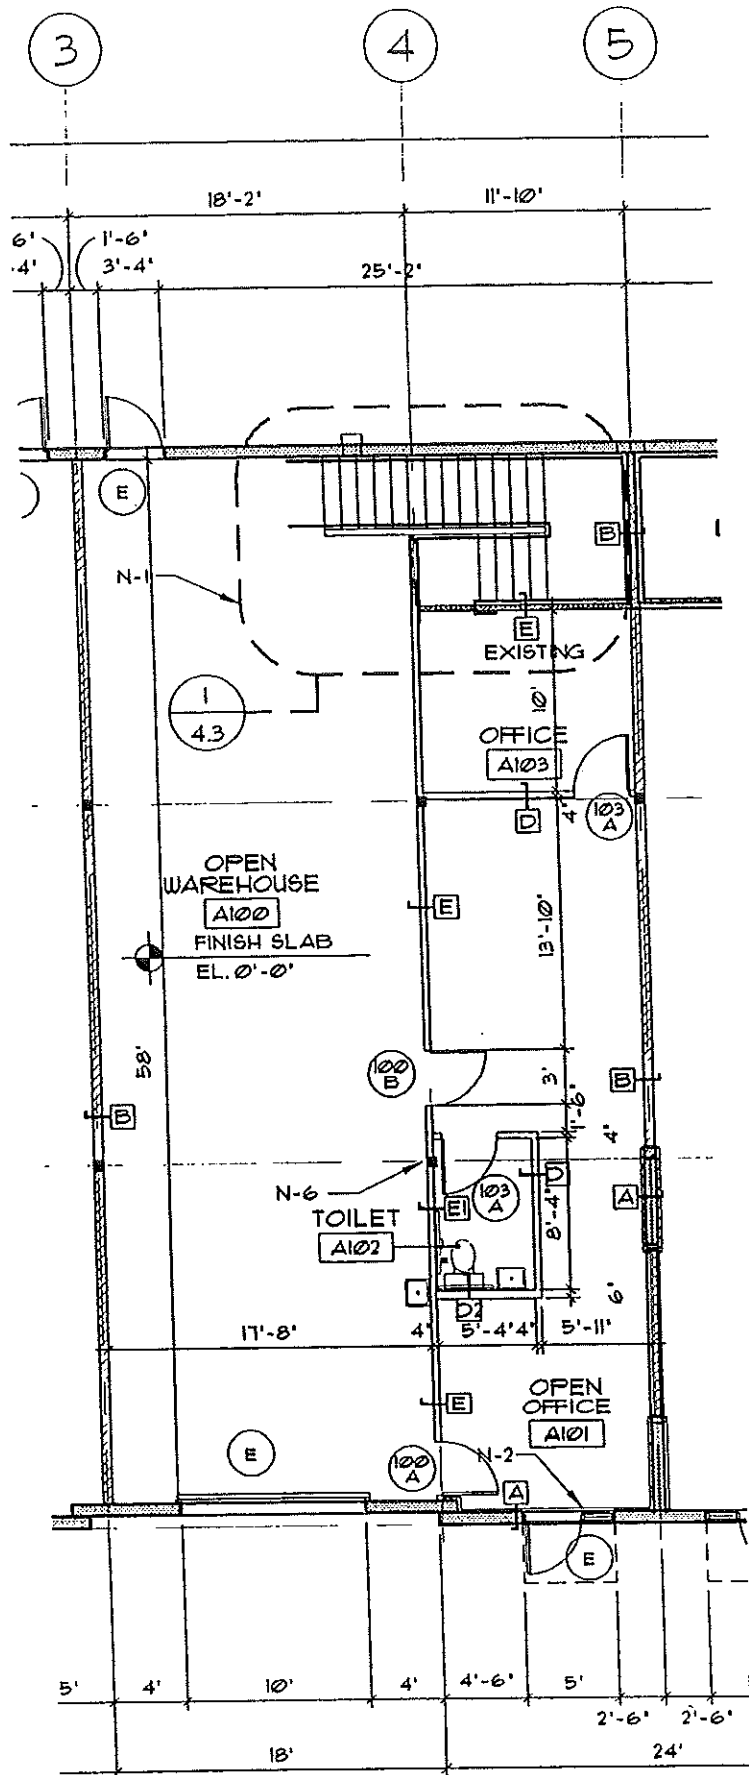 3 4 5
18'-2" 11'-10"
6" 1'-6"
-4" 3'-4" 25'-2"
E
B
N-1
E
EXISTING
10'
1
4.3
OFFICE
A103
D
4"
103
A
OPEN
WAREHOUSE
A100
E
FINISH SLAB
EL. 0'-0"
13'-10"
58'
100
B
3'
B
1'-6"
B
4"
D
A
N-6
103
A
E1
8'-4"
TOILET
A102
6"
D2
17'-8" 4" 5'-4" 4" 5'-11"
E
OPEN
OFFICE
A101
E
100
A
N-2
A
E
5' 4' 10' 4' 4'-6" 5'
2'-6" 2'-6"
18' 24'